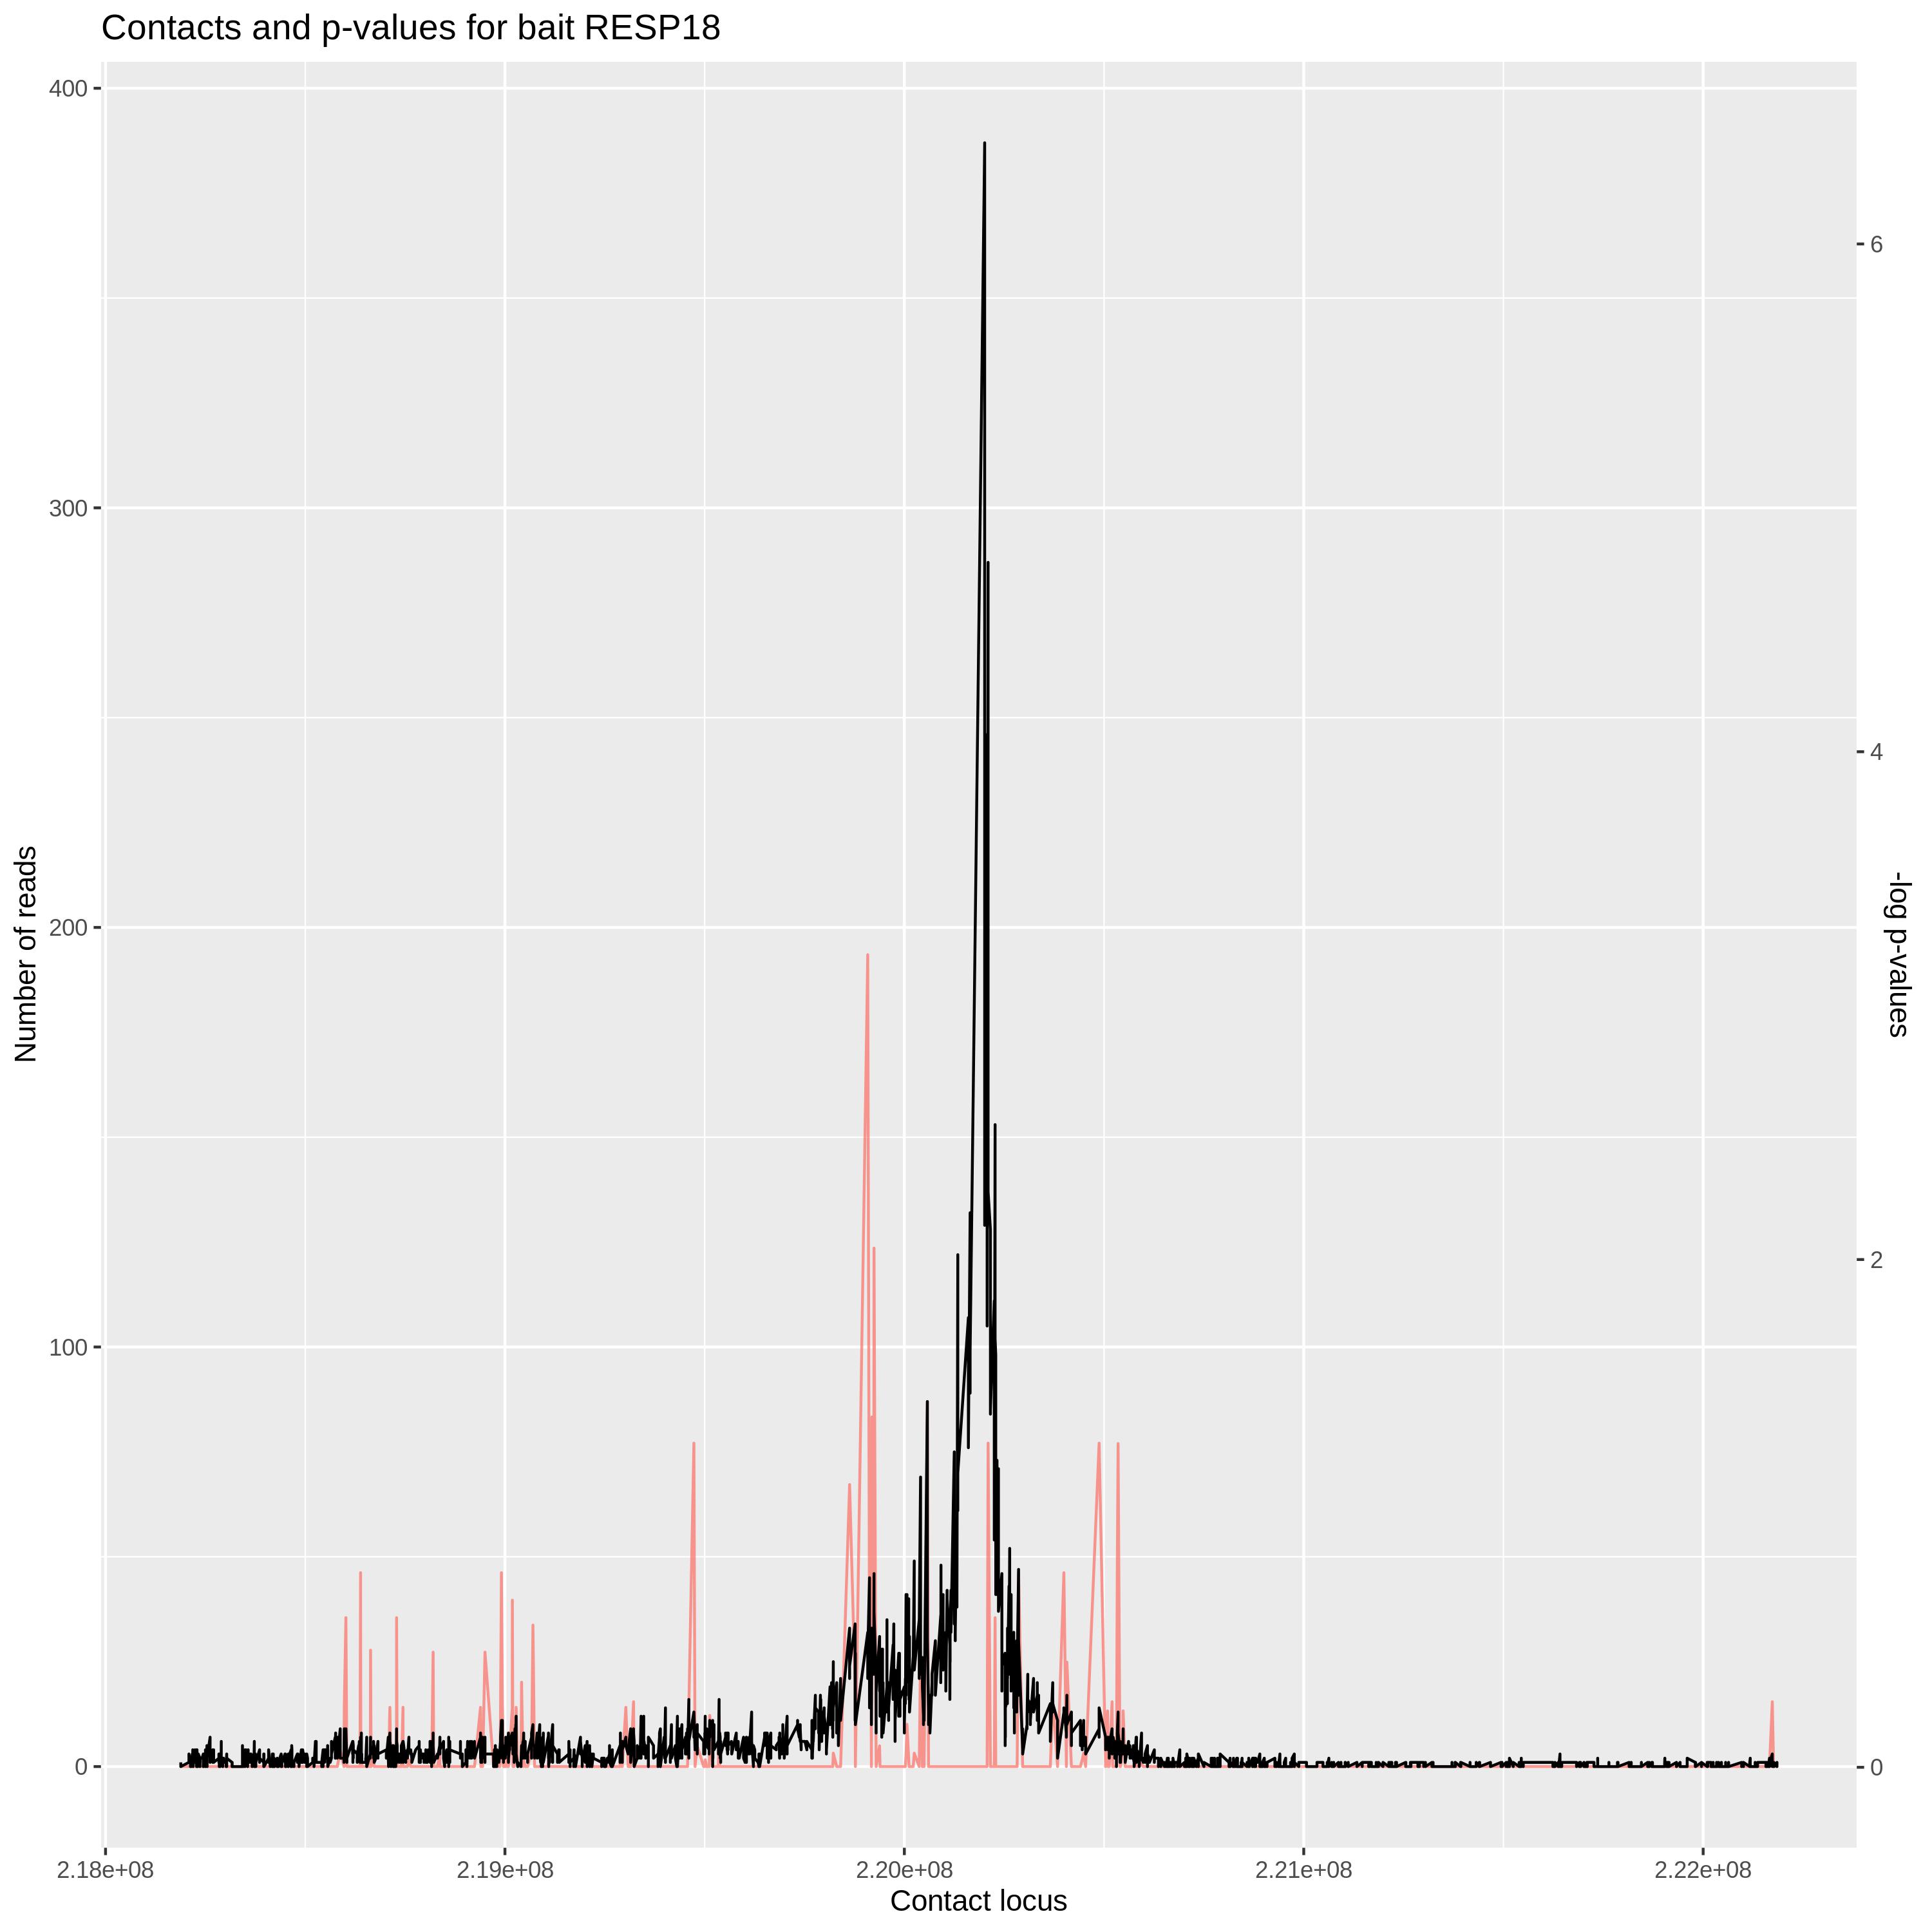 Contacts and p-values for bait RESP18
400
300
200
100
0
6
4
2
0
Number of reads
-log p-values
2.18e+08
2.19e+08
2.20e+08
2.21e+08
2.22e+08
Contact locus